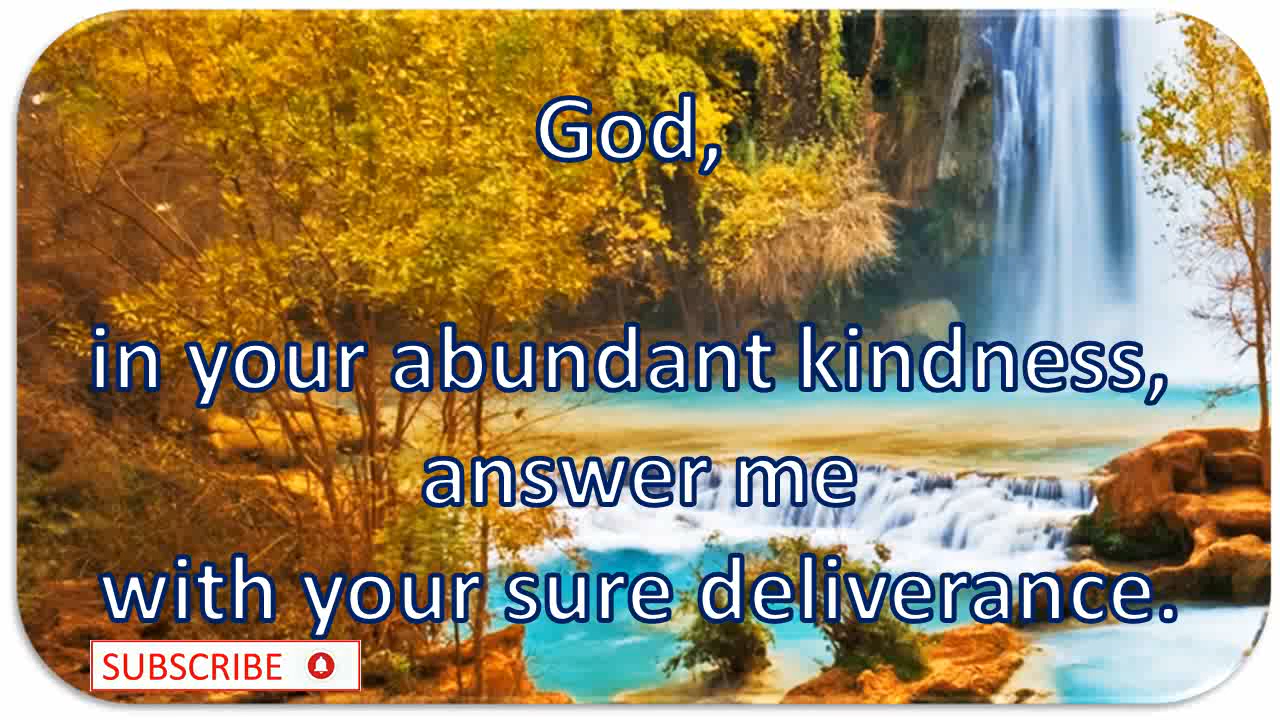 God,
in your abundant kindness,
answer me
with your sure deliverance.
SUBSCRIBE